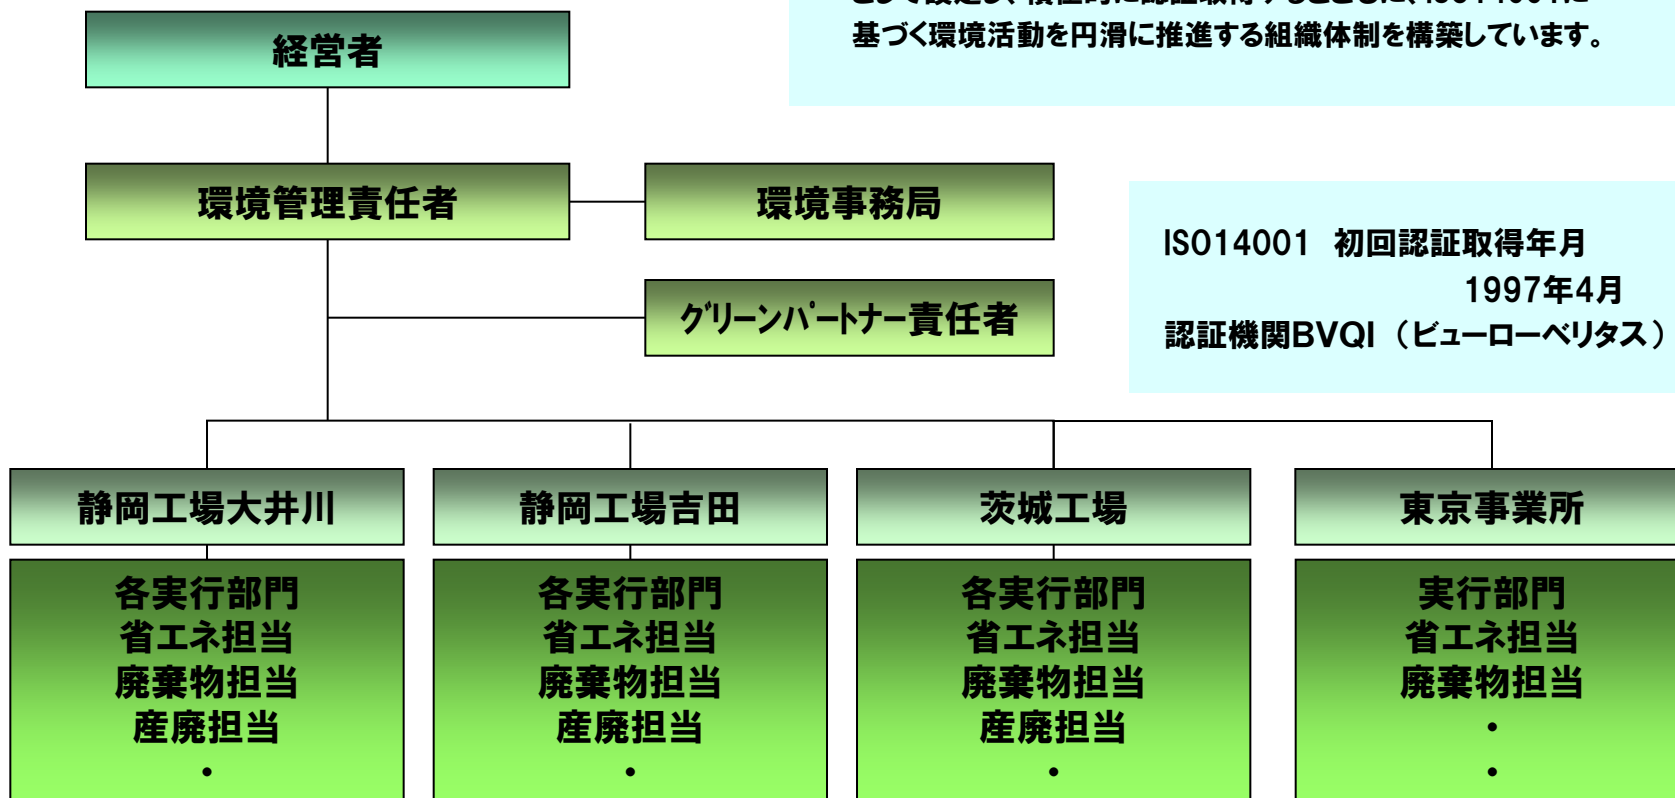 基づく環境活動を円滑に推進する組織体制を構築しています。
経営者
環境管理責任者
環境事務局
グリーンパートナー責任者
ISO14001 初回認証取得年月
1997年4月
認証機関BVQI（ビューローベリタス）
静岡工場大井川
静岡工場吉田
茨城工場
東京事業所
各実行部門
省エネ担当
廃棄物担当
産廃担当
・
各実行部門
省エネ担当
廃棄物担当
産廃担当
・
各実行部門
省エネ担当
廃棄物担当
産廃担当
・
実行部門
省エネ担当
廃棄物担当
・
・